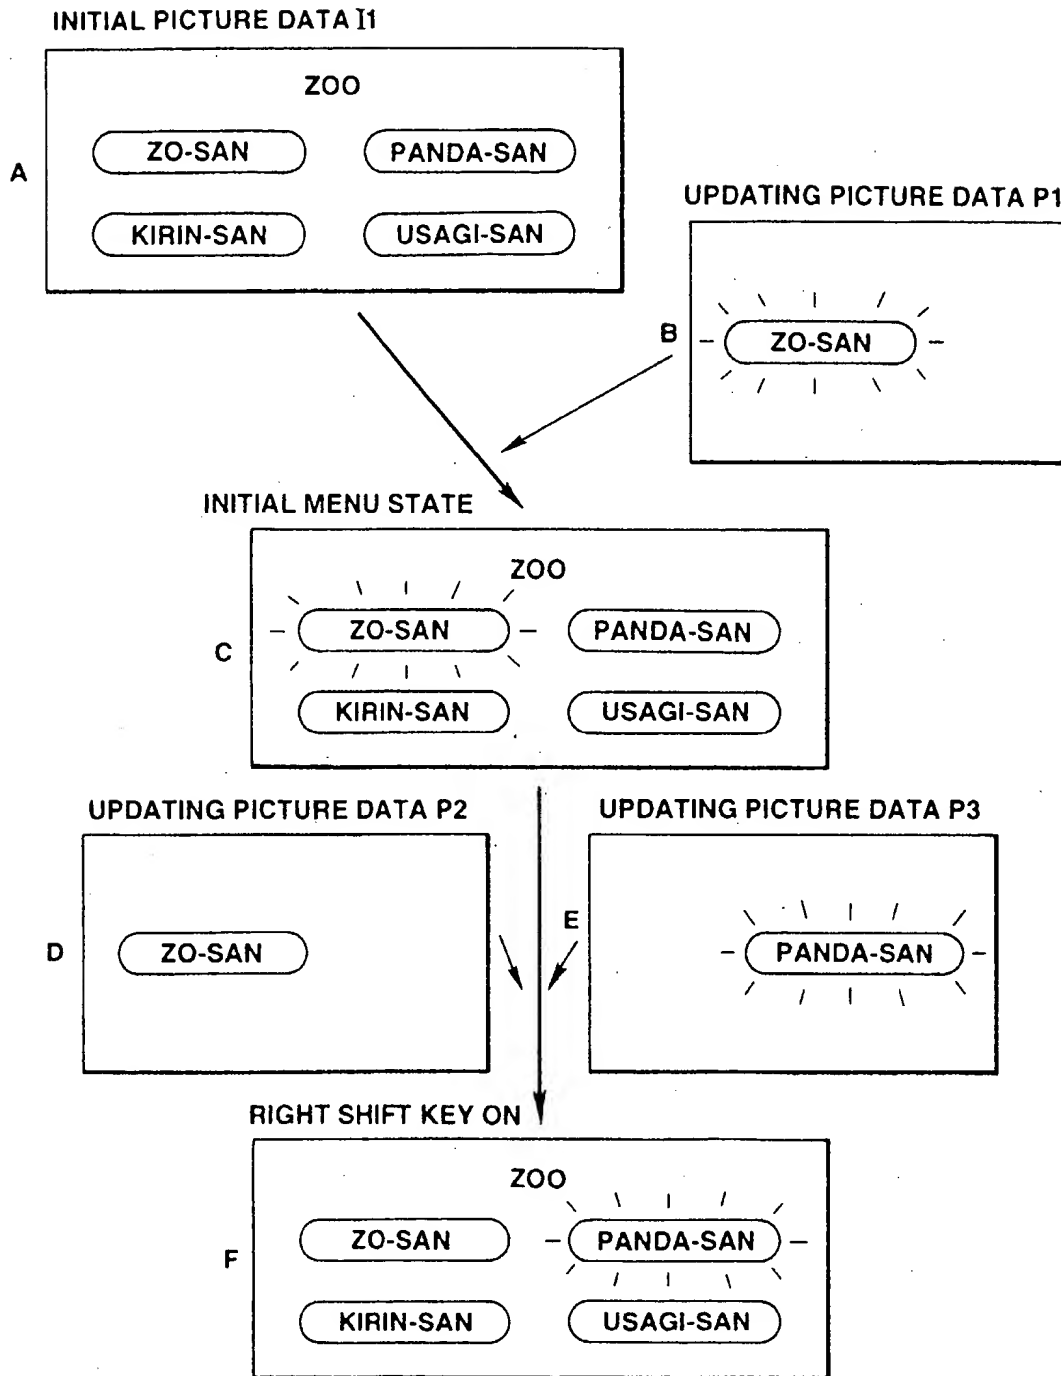 INITIAL PICTURE DATA I1
A
ZOO
ZO-SAN PANDA-SAN
KIRIN-SAN USAGI-SAN
UPDATING PICTURE DATA P1
B
ZO-SAN
INITIAL MENU STATE
C
ZOO
ZO-SAN PANDA-SAN
KIRIN-SAN USAGI-SAN
UPDATING PICTURE DATA P2
D
ZO-SAN
UPDATING PICTURE DATA P3
E
PANDA-SAN
RIGHT SHIFT KEY ON
F
ZOO
ZO-SAN PANDA-SAN
KIRIN-SAN USAGI-SAN